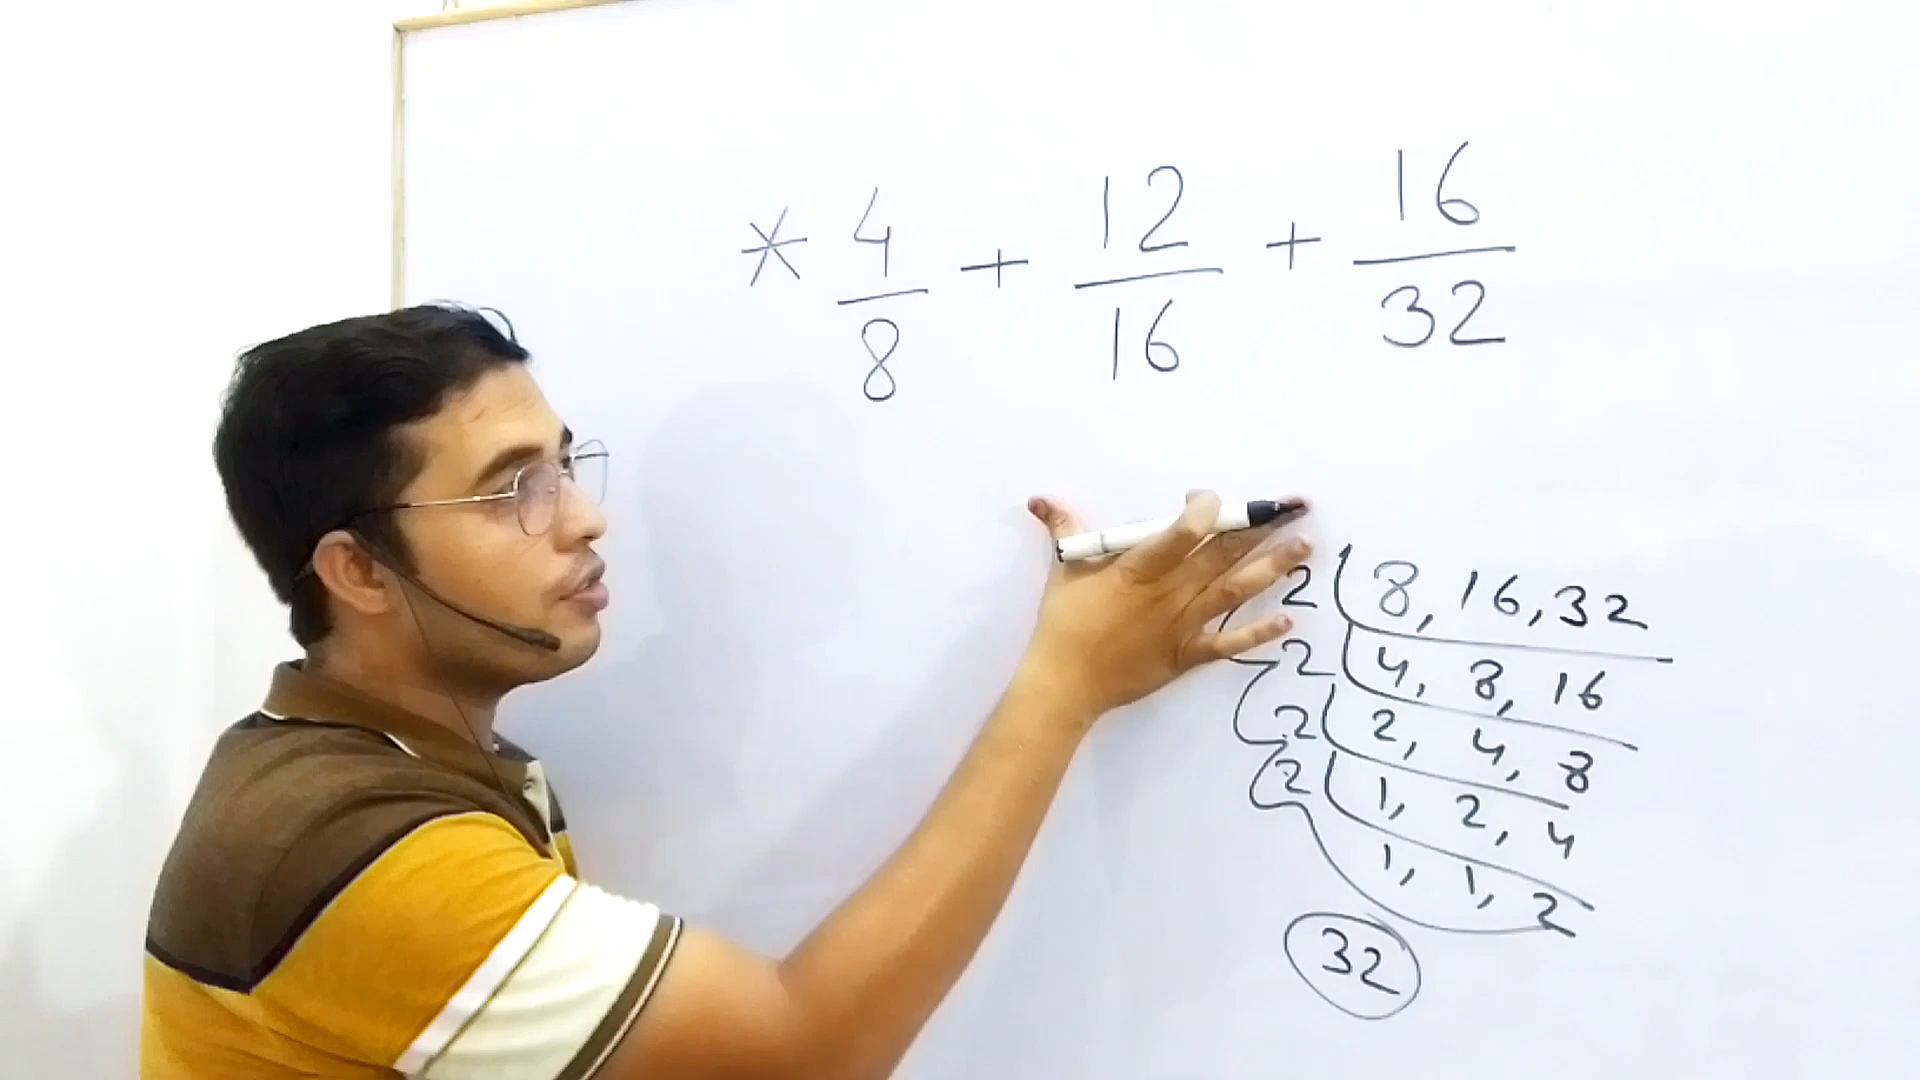 * 4/8 + 12/16 + 16/32
2 8, 16, 32
2 4, 8, 16
2 2, 4, 8
2 1, 2, 4
1, 1, 2
32